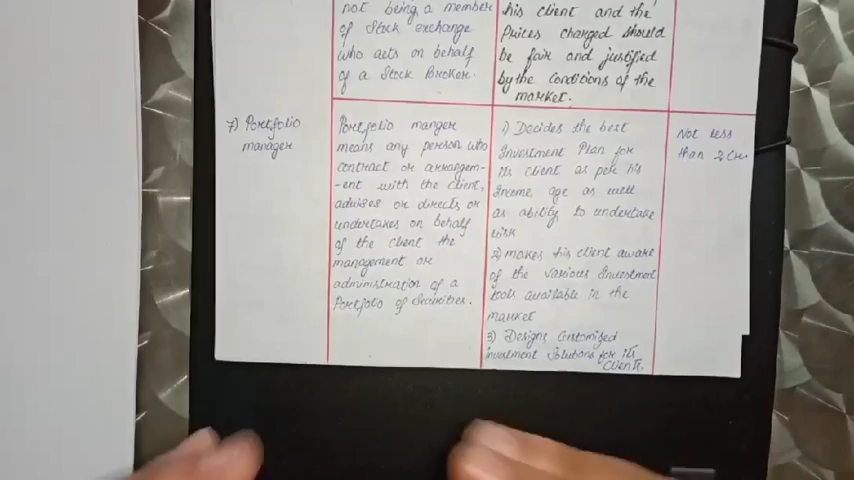 not being a member
of Stock exchange
who acts on behalf
of a Stock Broker.
his client and the
Prices charged should
be fair and justified
by the conditions of the
market.
7) Portfolio
manager
Portfolio manger
means any person who
contract or arrangem-
-ent with the client,
advises or directs or
undertakes on behalf
of the client the
management or
administration of a
Portfolio of Securities.
1) Decides the best
Investment Plan for
its client as per his
Income age as well
as ability to undertake
risk
2) makes his client aware
of the various Investment
tools available in the
market
3) Designs Customized
Investment Solutions for its
Clients.
Not less
than 2 Cr.